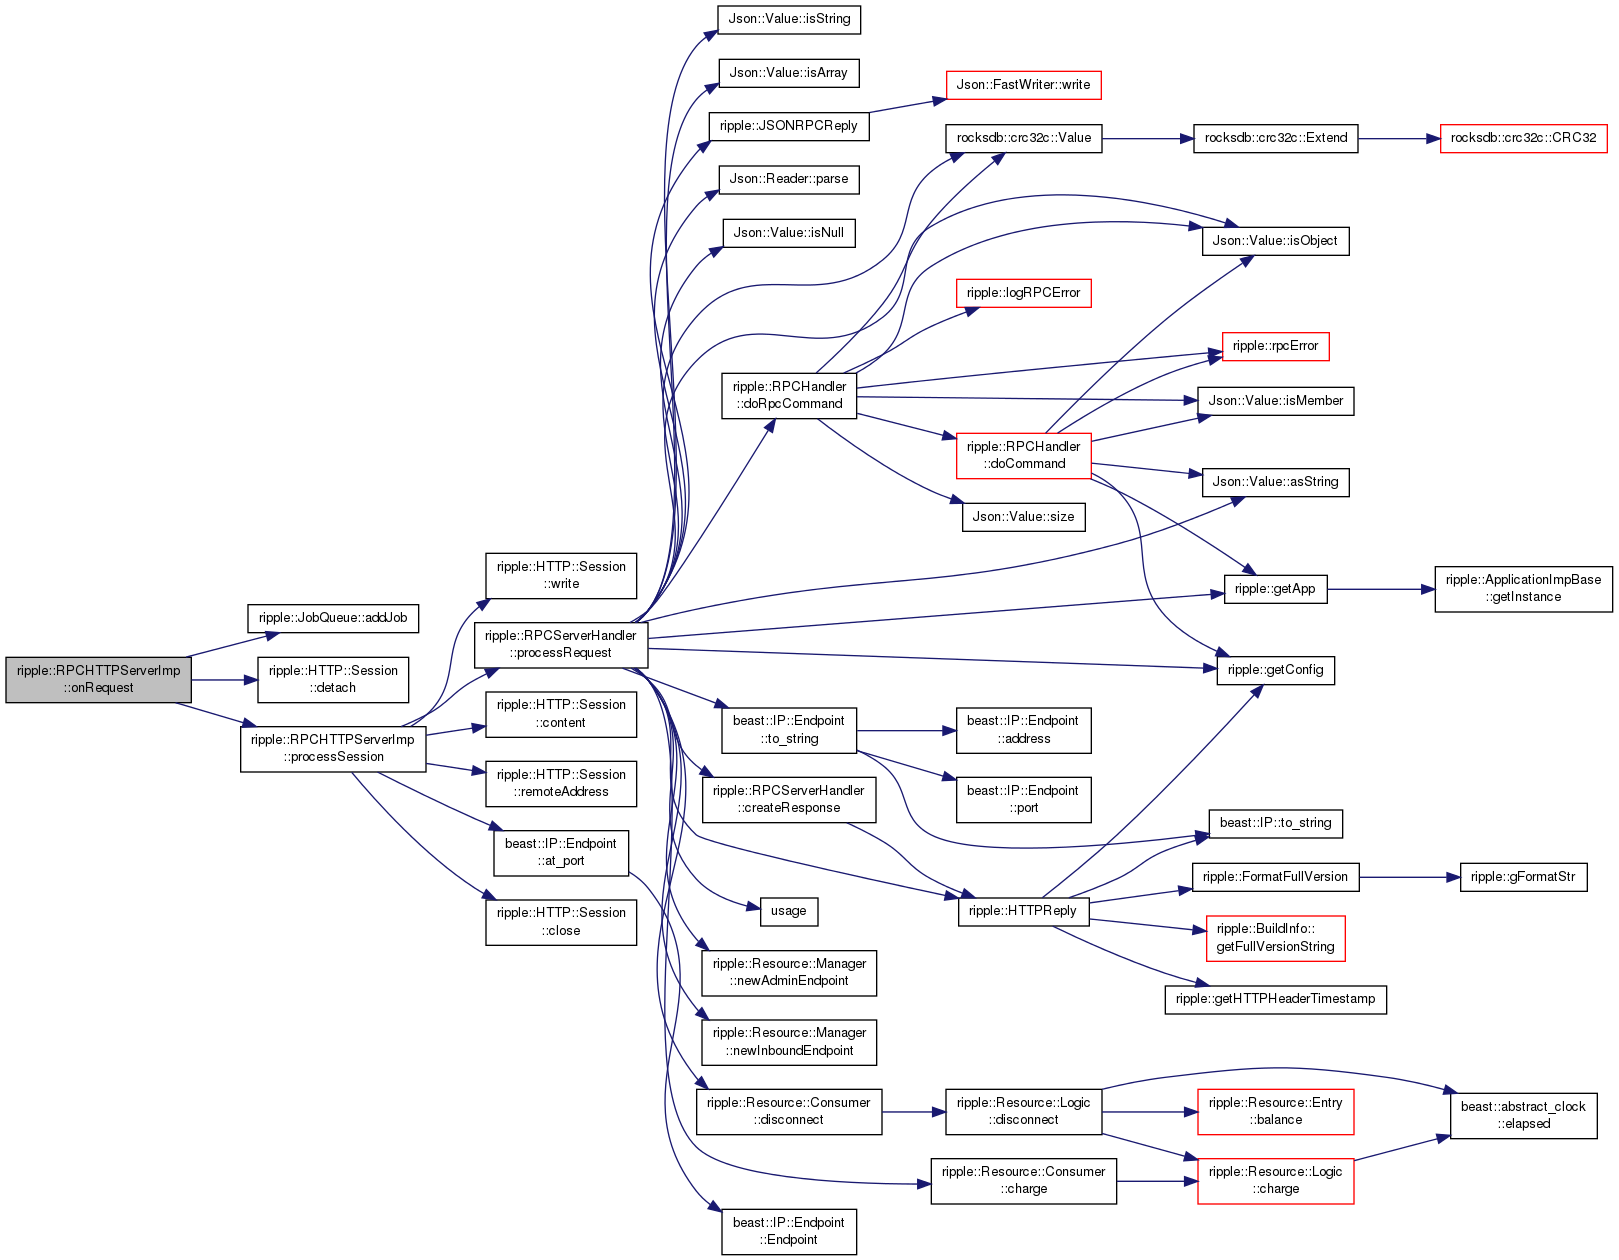 ripple::RPCHTTPServerImp
::onRequest
ripple::JobQueue::addJob
ripple::HTTP::Session
::detach
ripple::RPCHTTPServerImp
::processSession
ripple::HTTP::Session
::write
ripple::RPCServerHandler
::processRequest
ripple::HTTP::Session
::content
ripple::HTTP::Session
::remoteAddress
beast::IP::Endpoint
::at_port
ripple::HTTP::Session
::close
Json::Value::isString
Json::Value::isArray
ripple::JSONRPCReply
Json::Reader::parse
Json::Value::isNull
ripple::RPCHandler
::doRpcCommand
beast::IP::Endpoint
::to_string
ripple::RPCServerHandler
::createResponse
usage
ripple::Resource::Manager
::newAdminEndpoint
ripple::Resource::Manager
::newInboundEndpoint
ripple::Resource::Consumer
::disconnect
beast::IP::Endpoint
::Endpoint
Json::FastWriter::write
rocksdb::crc32c::Value
ripple::logRPCError
ripple::RPCHandler
::doCommand
Json::Value::size
beast::IP::Endpoint
::address
beast::IP::Endpoint
::port
ripple::HTTPReply
ripple::Resource::Logic
::disconnect
ripple::Resource::Consumer
::charge
rocksdb::crc32c::Extend
Json::Value::isObject
ripple::rpcError
Json::Value::isMember
Json::Value::asString
ripple::getApp
ripple::getConfig
beast::IP::to_string
ripple::FormatFullVersion
ripple::BuildInfo::
getFullVersionString
ripple::getHTTPHeaderTimestamp
ripple::Resource::Entry
::balance
ripple::Resource::Logic
::charge
rocksdb::crc32c::CRC32
ripple::ApplicationImpBase
::getInstance
ripple::gFormatStr
beast::abstract_clock
::elapsed